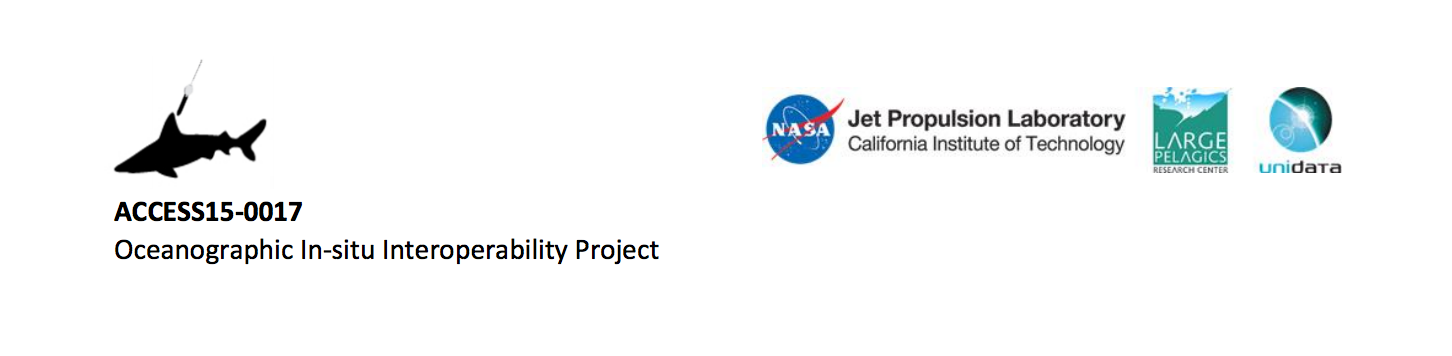 ACCESS15-0017
Oceanographic In-situ Interoperability Project
NASA
Jet Propulsion Laboratory
California Institute of Technology
LARGE
PELAGICS
RESEARCH CENTER
unidata